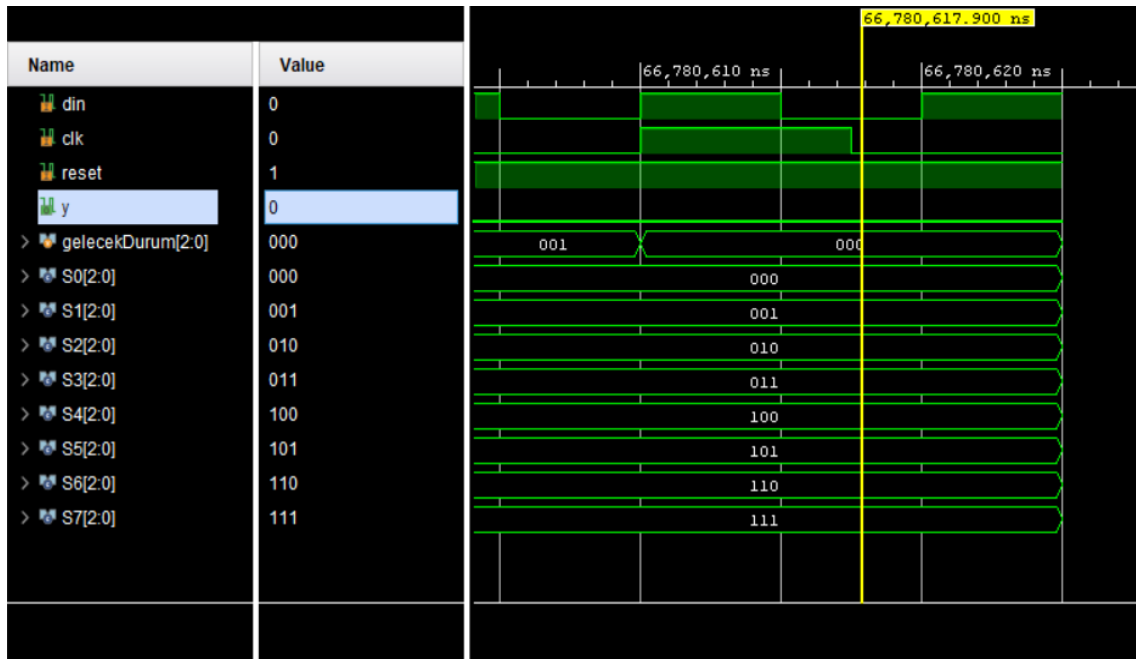 66,780,617.900 ns
Name Value 66,780,610 ns 66,780,620 ns
din 0
clk 0
reset 1
y 0
> gelecekDurum[2:0] 000 001 000
> S0[2:0] 000 000
> S1[2:0] 001 001
> S2[2:0] 010 010
> S3[2:0] 011 011
> S4[2:0] 100 100
> S5[2:0] 101 101
> S6[2:0] 110 110
> S7[2:0] 111 111